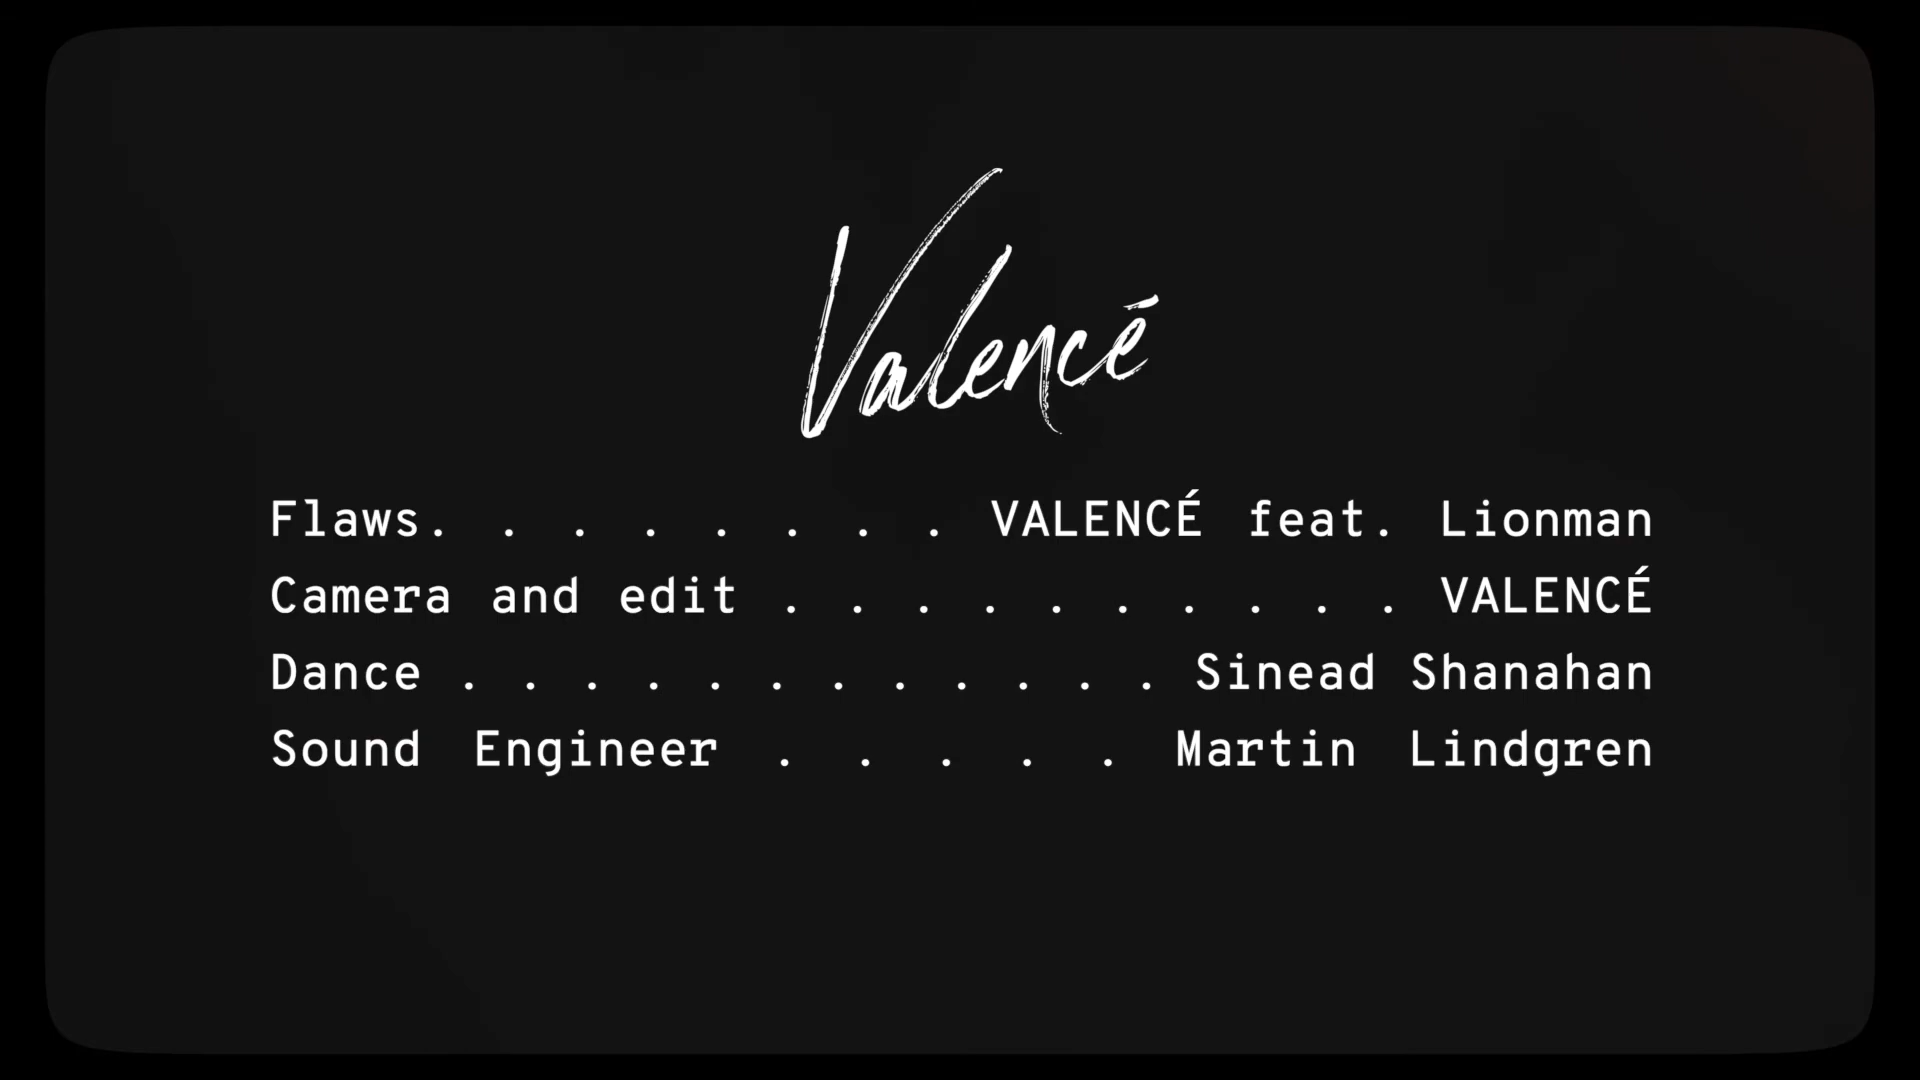 Valencé
Flaws. . . . . . . . VALENCÉ feat. Lionman
Camera and edit . . . . . . . . . . VALENCÉ
Dance . . . . . . . . . . . . Sinead Shanahan
Sound Engineer . . . . . Martin Lindgren